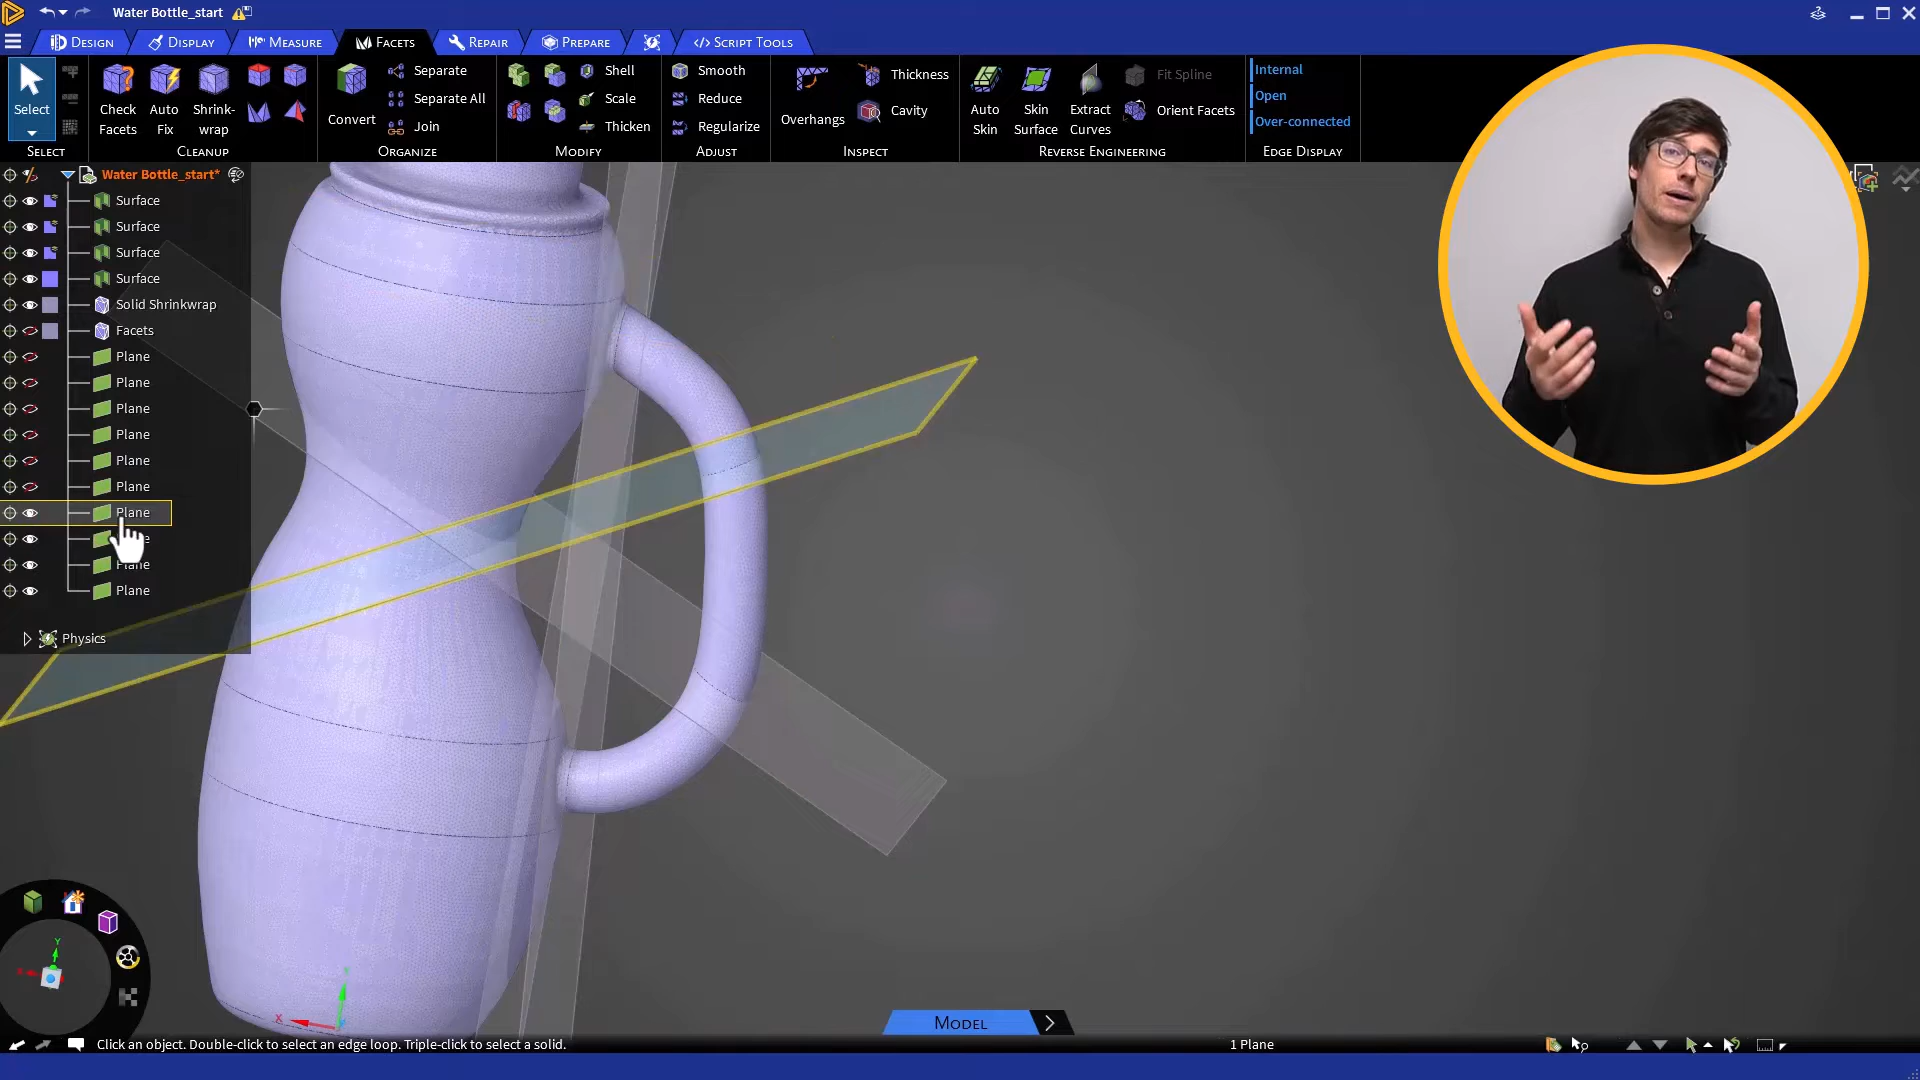 Water Bottle_start
DESIGN
DISPLAY
MEASURE
FACETS
REPAIR
PREPARE
</> SCRIPT TOOLS
Select
Check Facets
Auto Fix
Shrink-wrap
Convert
Separate
Separate All
Join
Shell
Scale
Thicken
Smooth
Reduce
Regularize
Overhangs
Thickness
Cavity
Auto Skin
Skin Surface
Extract Curves
Fit Spline
Orient Facets
Internal
Open
Over-connected
SELECT
CLEANUP
ORGANIZE
MODIFY
ADJUST
INSPECT
REVERSE ENGINEERING
EDGE DISPLAY
Water Bottle_start*
Surface
Surface
Surface
Surface
Solid Shrinkwrap
Facets
Plane
Plane
Plane
Plane
Plane
Plane
Plane
Plane
Plane
Physics
Y
X
Y
X
MODEL
Click an object. Double-click to select an edge loop. Triple-click to select a solid.
1 Plane